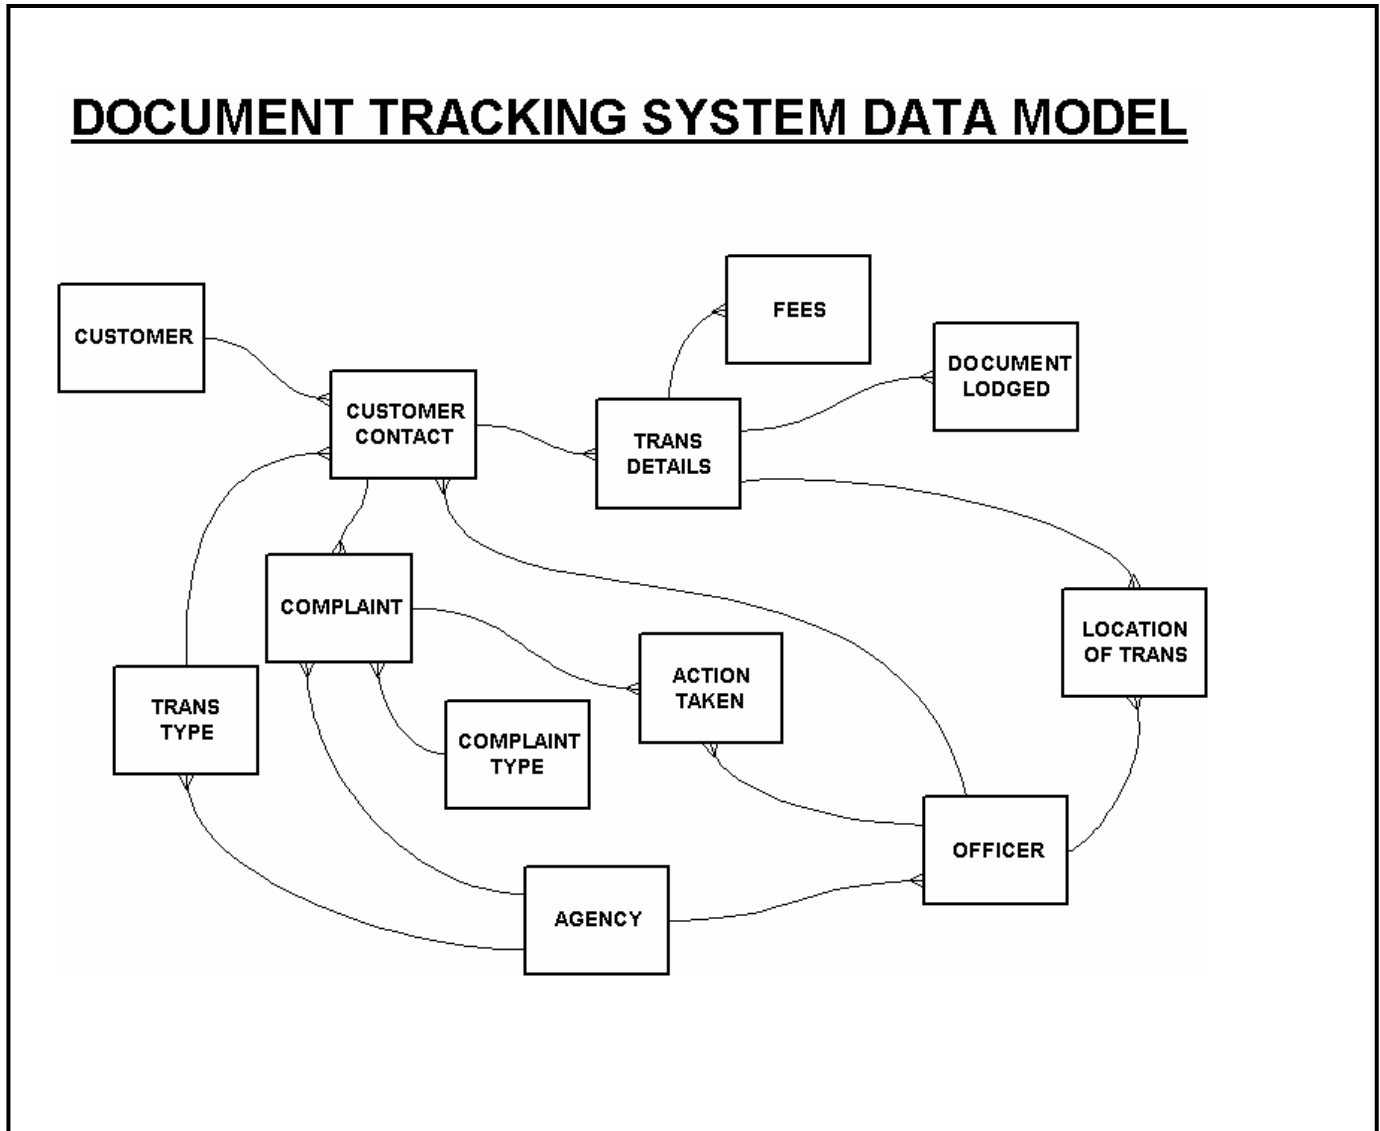 DOCUMENT TRACKING SYSTEM DATA MODEL
FEES
CUSTOMER
DOCUMENT
LODGED
CUSTOMER
CONTACT
TRANS
DETAILS
COMPLAINT
LOCATION
OF TRANS
ACTION
TAKEN
TRANS
TYPE
COMPLAINT
TYPE
OFFICER
AGENCY